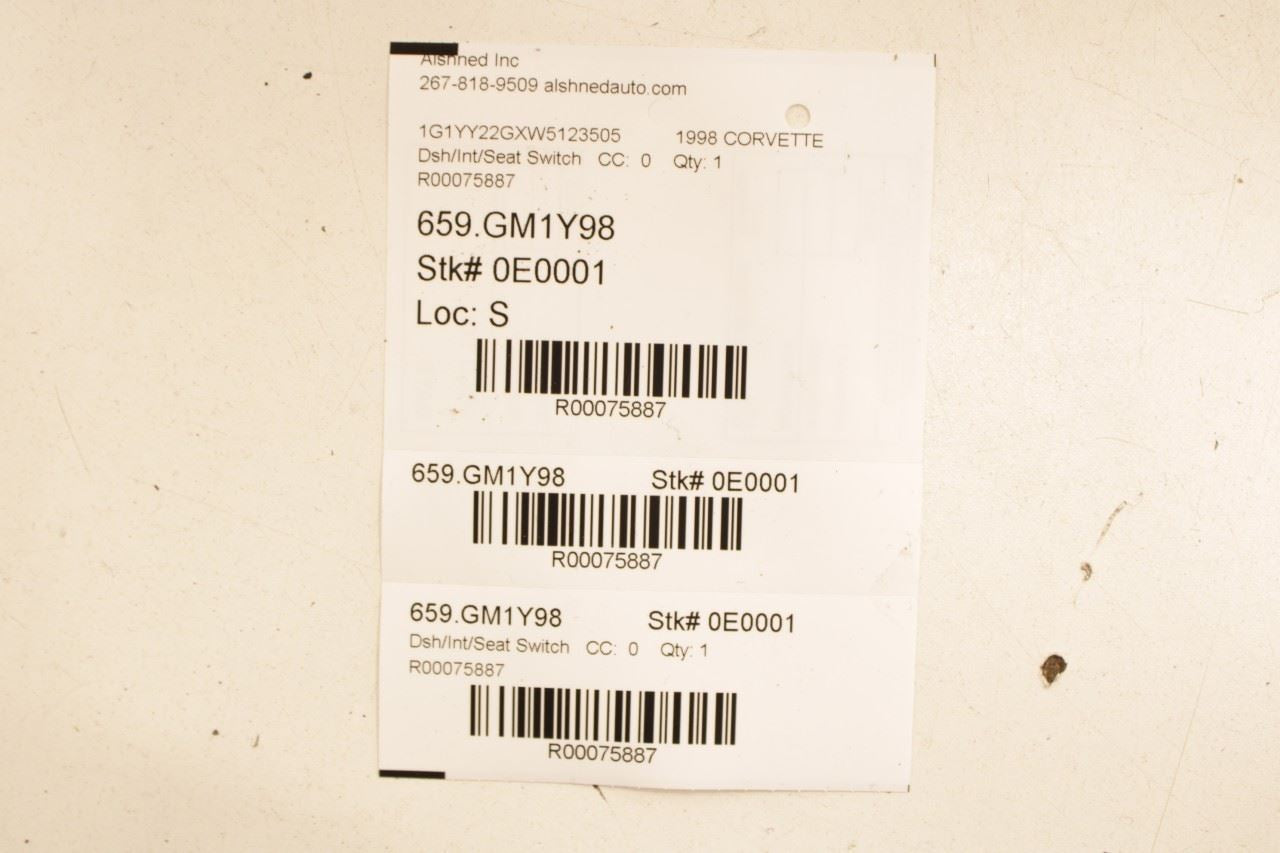 Alshned Inc
267-818-9509 alshnedauto.com
1G1YY22GXW5123505 1998 CORVETTE
Dsh/Int/Seat Switch CC: 0 Qty: 1
R00075887
659.GM1Y98
Stk# 0E0001
Loc: S
R00075887
659.GM1Y98 Stk# 0E0001
R00075887
659.GM1Y98 Stk# 0E0001
Dsh/Int/Seat Switch CC: 0 Qty: 1
R00075887
R00075887